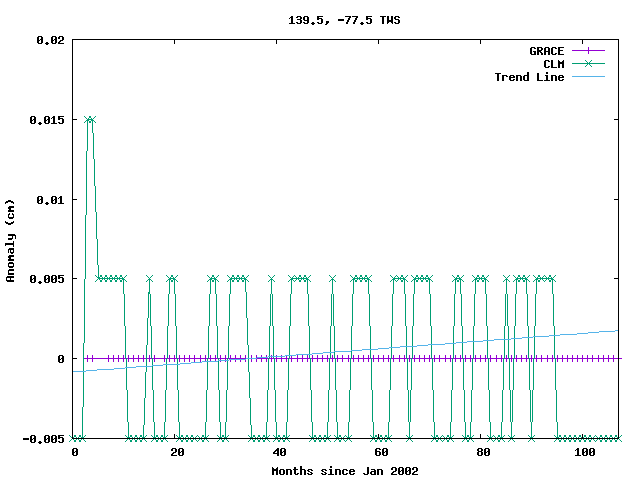 139.5, -77.5 TWS
GRACE
CLM
Trend Line
0.02
0.015
0.01
0.005
0
-0.005
Anomaly (cm)
0 20 40 60 80 100
Months since Jan 2002